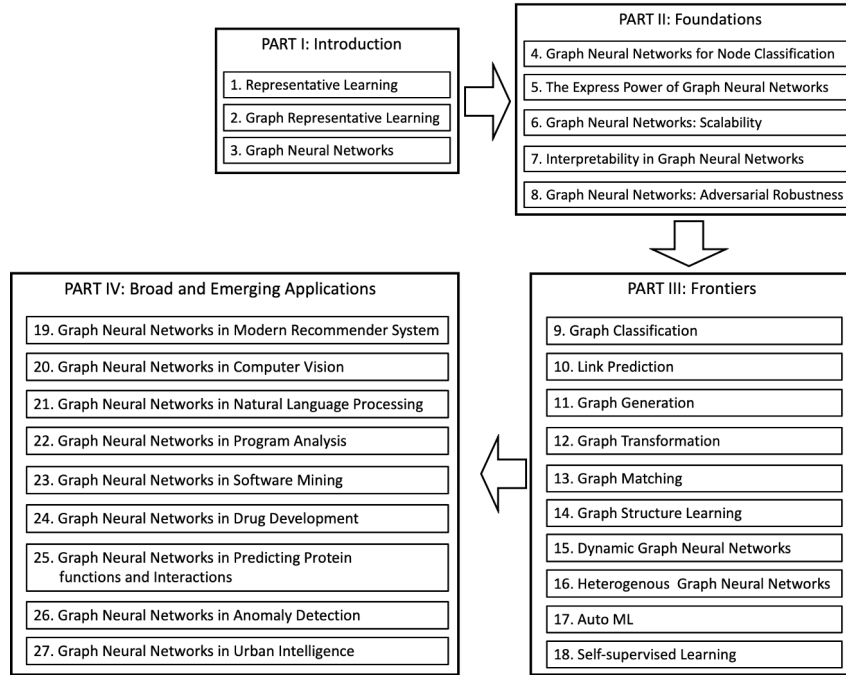 PART I: Introduction
1. Representative Learning
2. Graph Representative Learning
3. Graph Neural Networks
PART II: Foundations
4. Graph Neural Networks for Node Classification
5. The Express Power of Graph Neural Networks
6. Graph Neural Networks: Scalability
7. Interpretability in Graph Neural Networks
8. Graph Neural Networks: Adversarial Robustness
PART III: Frontiers
9. Graph Classification
10. Link Prediction
11. Graph Generation
12. Graph Transformation
13. Graph Matching
14. Graph Structure Learning
15. Dynamic Graph Neural Networks
16. Heterogenous Graph Neural Networks
17. Auto ML
18. Self-supervised Learning
PART IV: Broad and Emerging Applications
19. Graph Neural Networks in Modern Recommender System
20. Graph Neural Networks in Computer Vision
21. Graph Neural Networks in Natural Language Processing
22. Graph Neural Networks in Program Analysis
23. Graph Neural Networks in Software Mining
24. Graph Neural Networks in Drug Development
25. Graph Neural Networks in Predicting Protein
functions and Interactions
26. Graph Neural Networks in Anomaly Detection
27. Graph Neural Networks in Urban Intelligence